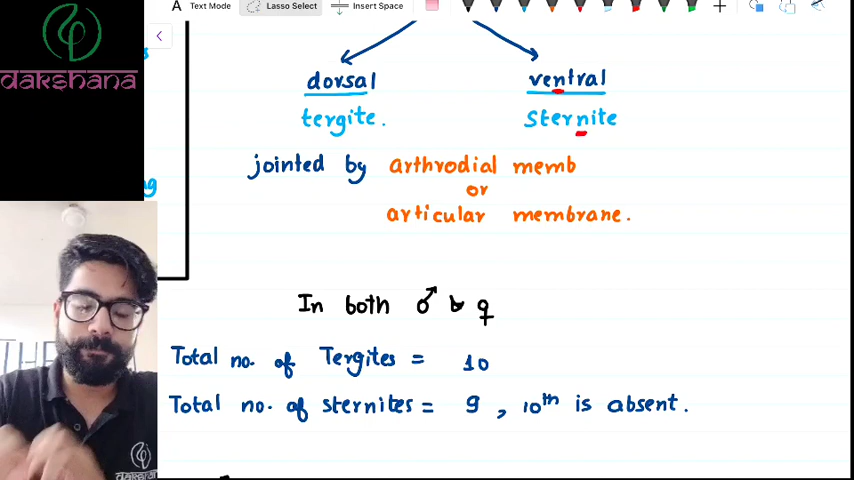 A Text Mode Lasso Select Insert Space
dakshana
dorsal ventral
tergite. sternite
jointed by arthrodial memb
or
articular membrane.
In both ♂ & ♀
Total no. of Tergites = 10
Total no. of sternites = 9, 10th is absent.
dakshana